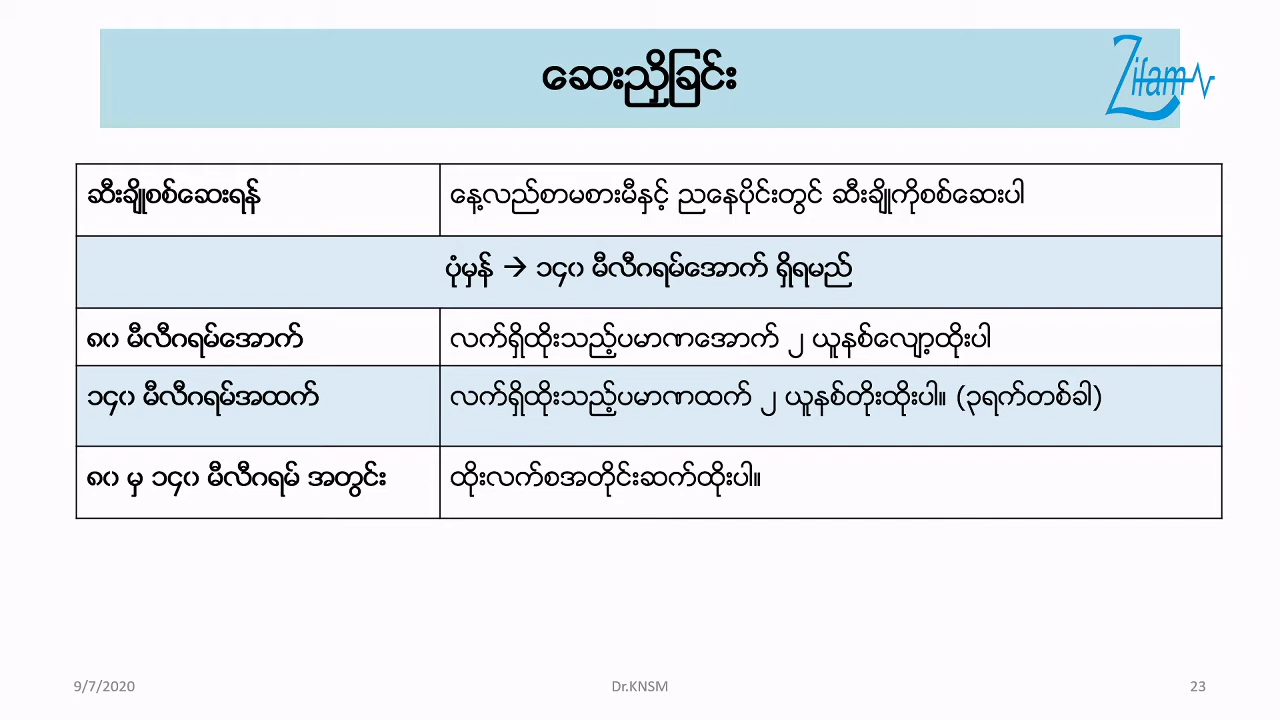 ဆေးညှိခြင်း
Zifam
ဆီးချိုစစ်ဆေးရန်
နေ့လည်စာမစားမီနှင့် ညနေပိုင်းတွင် ဆီးချိုကိုစစ်ဆေးပါ
ပုံမှန် → ၁၄၀ မီလီဂရမ်အောက် ရှိရမည်
၈၀ မီလီဂရမ်အောက်
လက်ရှိထိုးသည့်ပမာဏအောက် ၂ ယူနစ်လျော့ထိုးပါ
၁၄၀ မီလီဂရမ်အထက်
လက်ရှိထိုးသည့်ပမာဏထက် ၂ ယူနစ်တိုးထိုးပါ။ (၃ရက်တစ်ခါ)
၈၀ မှ ၁၄၀ မီလီဂရမ် အတွင်း
ထိုးလက်စအတိုင်းဆက်ထိုးပါ။
9/7/2020
Dr.KNSM
23